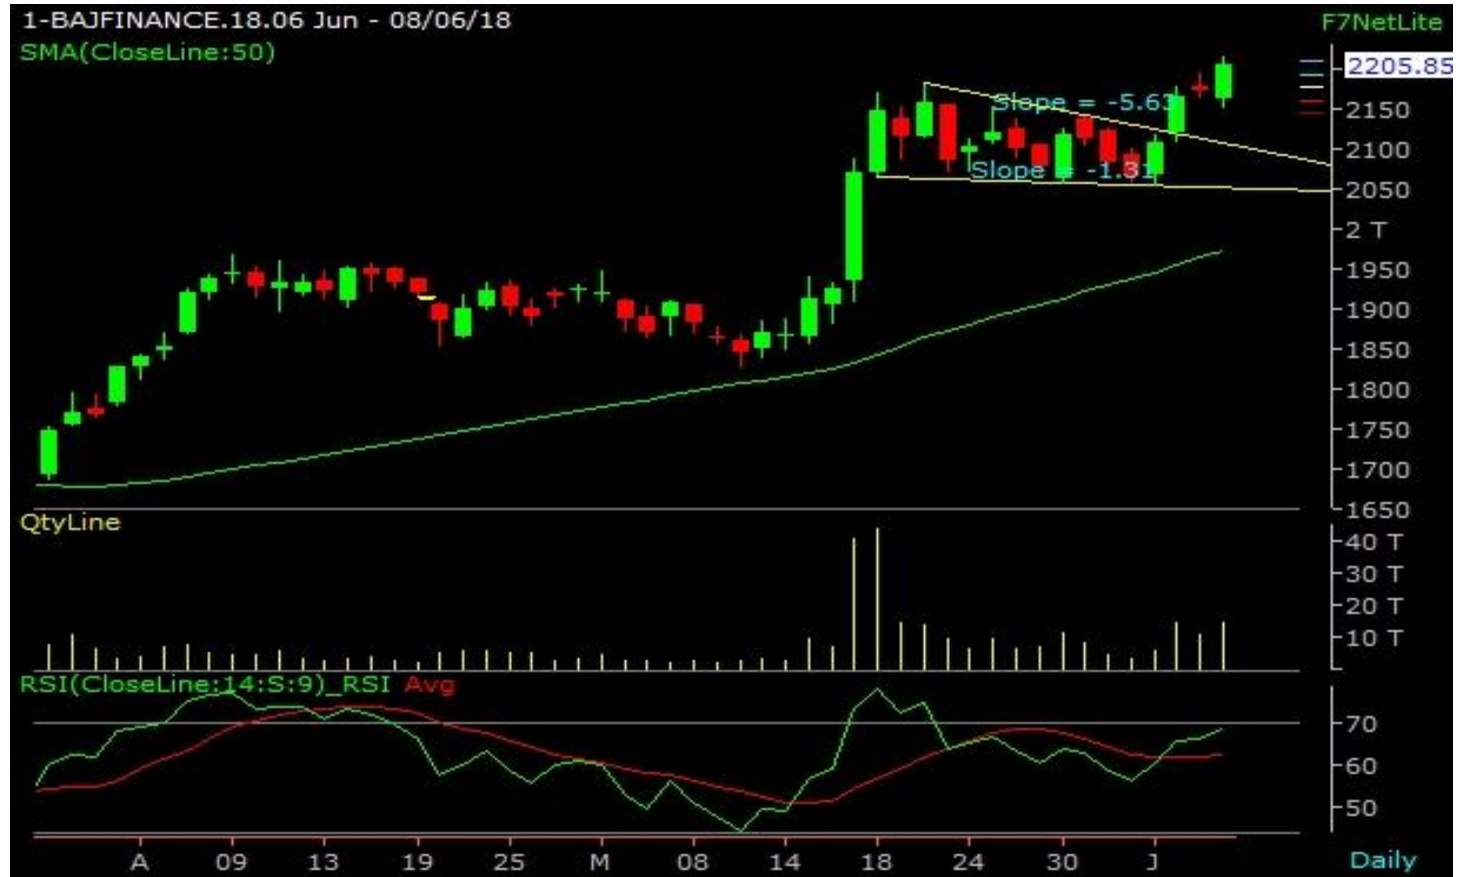 1-BAJFINANCE.18.06 Jun - 08/06/18
F7NetLite
SMA(CloseLine:50)
2205.85
Slope = -5.63
2150
2100
Slope = -1.31
2050
2 T
1950
1900
1850
1800
1750
1700
1650
QtyLine
40 T
30 T
20 T
10 T
RSI(CloseLine:14:S:9)_RSI Avg
70
60
50
A 09 13 19 25 M 08 14 18 24 30 J
Daily